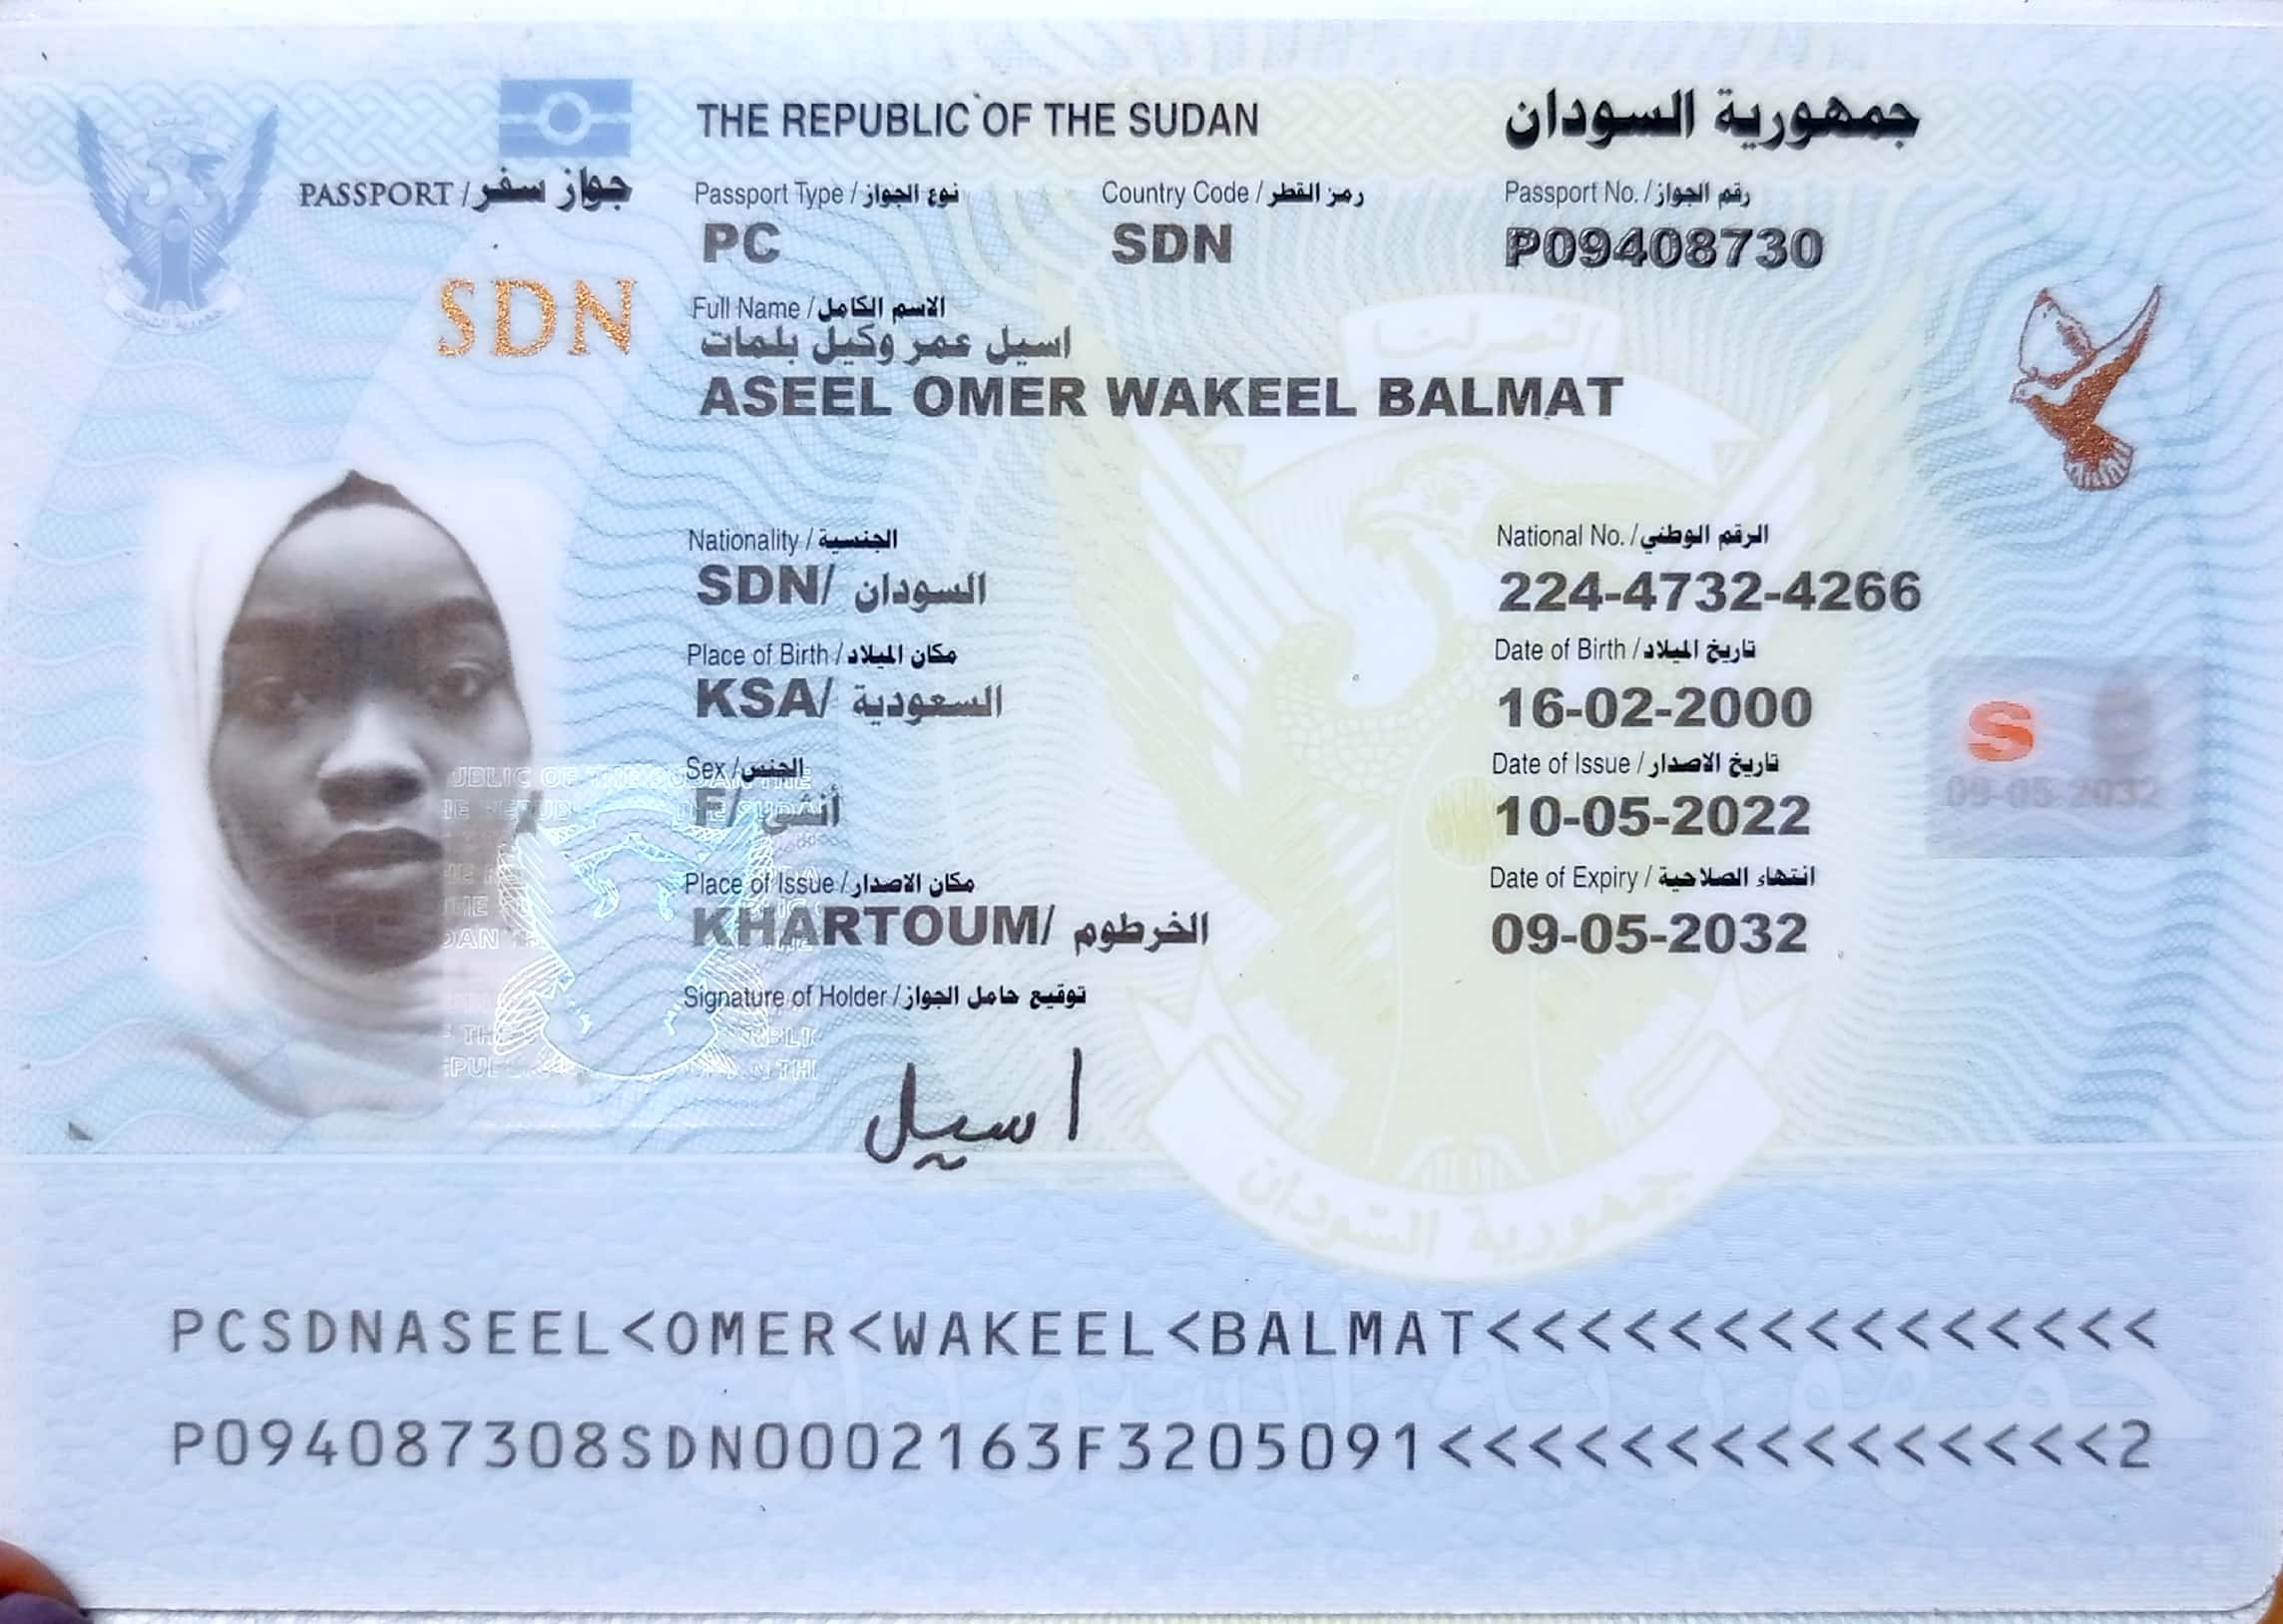 THE REPUBLIC OF THE SUDAN
جمهورية السودان
PASSPORT / جواز سفر
Passport Type / نوع الجواز
Country Code / رمز القطر
Passport No. / رقم الجواز
PC
SDN
P09408730
SDN
Full Name / الاسم الكامل
اسيل عمر وكيل بلمات
ASEEL OMER WAKEEL BALMAT
Nationality / الجنسية
National No. / الرقم الوطني
SDN/ السودان
224-4732-4266
Place of Birth / مكان الميلاد
Date of Birth / تاريخ الميلاد
KSA/ السعودية
16-02-2000
Sex / الجنس
Date of Issue / تاريخ الاصدار
F/ أنثى
10-05-2022
S
09-05-2032
Place of Issue / مكان الاصدار
Date of Expiry / انتهاء الصلاحية
KHARTOUM/ الخرطوم
09-05-2032
Signature of Holder / توقيع حامل الجواز
اسيل
جمهورية السودان
PCSDNASEEL<OMER<WAKEEL<BALMAT<<<<<<<<<<<<<<<
P094087308SDN0002163F3205091<<<<<<<<<<<<<<<2